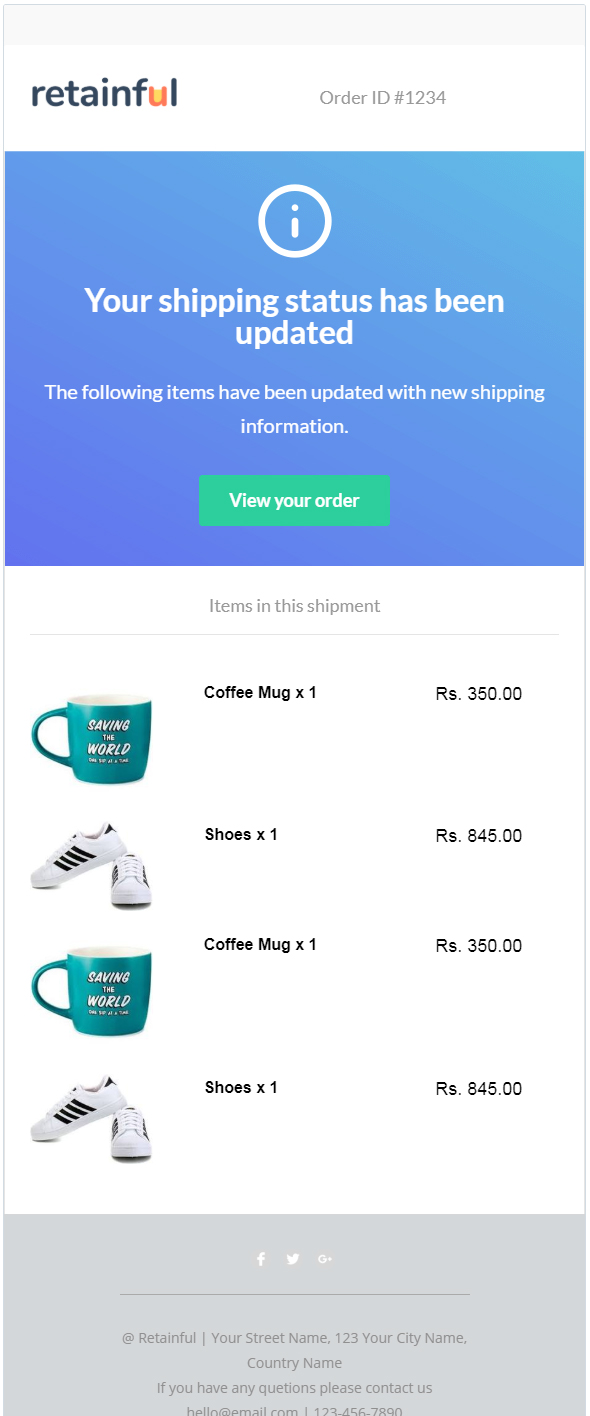 retainful
Order ID #1234
Your shipping status has been
updated
The following items have been updated with new shipping
information.
View your order
Items in this shipment
SAVING
THE
WORLD
ONE SIP AT A TIME
Coffee Mug x 1
Rs. 350.00
Shoes x 1
Rs. 845.00
SAVING
THE
WORLD
ONE SIP AT A TIME
Coffee Mug x 1
Rs. 350.00
Shoes x 1
Rs. 845.00
@ Retainful | Your Street Name, 123 Your City Name,
Country Name
If you have any quetions please contact us
hello@email.com | 123-456-7890